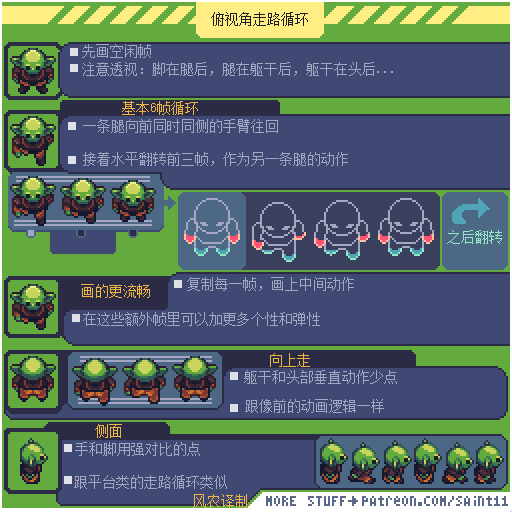 俯视角走路循环
先画空闲帧
注意透视：脚在腿后，腿在躯干后，躯干在头后...
基本6帧循环
一条腿向前同时同侧的手臂往回
接着水平翻转前三帧，作为另一条腿的动作
之后翻转
画的更流畅
复制每一帧，画上中间动作
在这些额外帧里可以加更多个性和弹性
向上走
躯干和头部垂直动作少点
跟像前的动画逻辑一样
侧面
手和脚用强对比的点
跟平台类的走路循环类似
风农译制
MORE STUFF→PATREON.COM/SAINT11